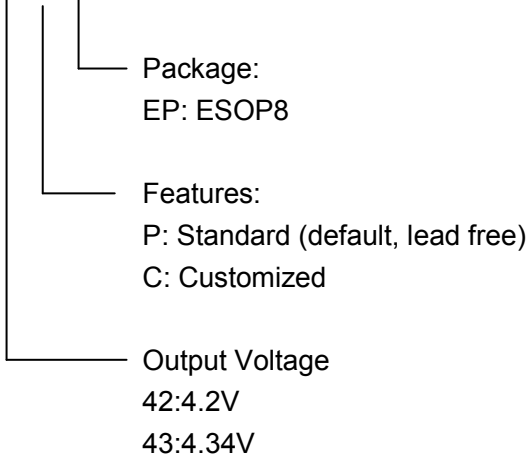 Package:
EP: ESOP8
Features:
P: Standard (default, lead free)
C: Customized
Output Voltage
42:4.2V
43:4.34V